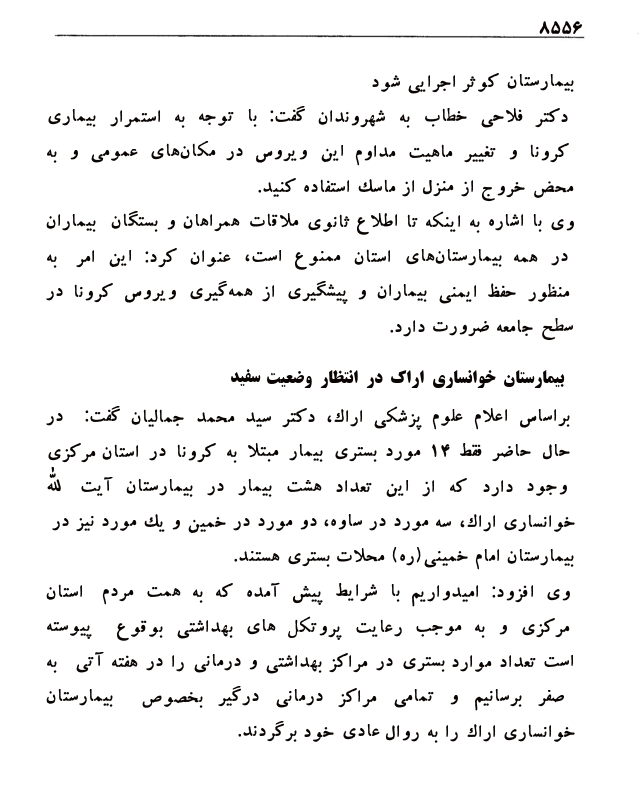 ۸۵۵۶
بیمارستان کوثر اجرایی شود
دکتر فلاحی خطاب به شهروندان گفت: با توجه به استمرار بیماری
کرونا و تغییر ماهیت مداوم این ویروس در مکان‌های عمومی و به
محض خروج از منزل از ماسک استفاده کنید.
وی با اشاره به اینکه تا اطلاع ثانوی ملاقات همراهان و بستگان بیماران
در همه بیمارستان‌های استان ممنوع است، عنوان کرد: این امر به
منظور حفظ ایمنی بیماران و پیشگیری از همه‌گیری ویروس کرونا در
سطح جامعه ضرورت دارد.
بیمارستان خوانساری اراک در انتظار وضعیت سفید
براساس اعلام علوم پزشکی اراک، دکتر سید محمد جمالیان گفت: در
حال حاضر فقط ۱۴ مورد بستری بیمار مبتلا به کرونا در استان مرکزی
وجود دارد که از این تعداد هشت بیمار در بیمارستان آیت لله
خوانساری اراک، سه مورد در ساوه، دو مورد در خمین و یک مورد نیز در
بیمارستان امام خمینی(ره) محلات بستری هستند.
وی افزود: امیدواریم با شرایط پیش آمده که به همت مردم استان
مرکزی و به موجب رعایت پروتکل های بهداشتی بوقوع پیوسته
است تعداد موارد بستری در مراکز بهداشتی و درمانی را در هفته آتی به
صفر برسانیم و تمامی مراکز درمانی درگیر بخصوص بیمارستان
خوانساری اراک را به روال عادی خود برگردند.